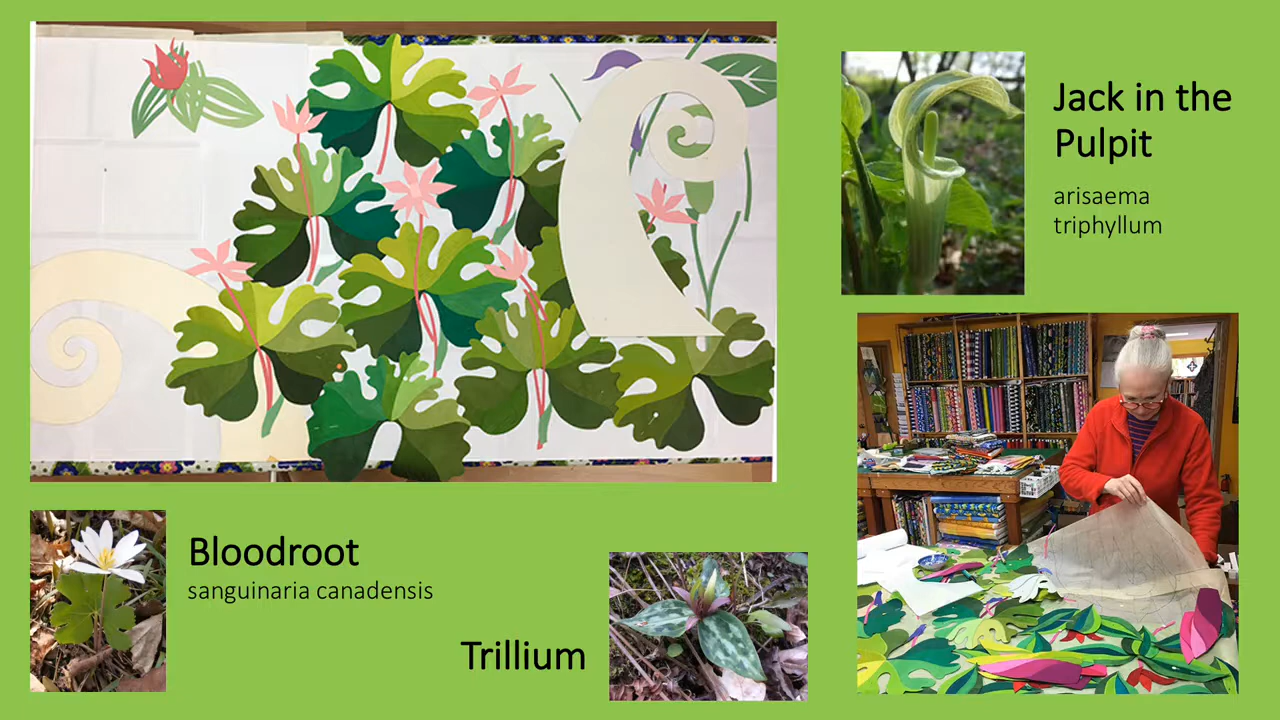 Jack in the
Pulpit
arisaema
triphyllum
Bloodroot
sanguinaria canadensis
Trillium